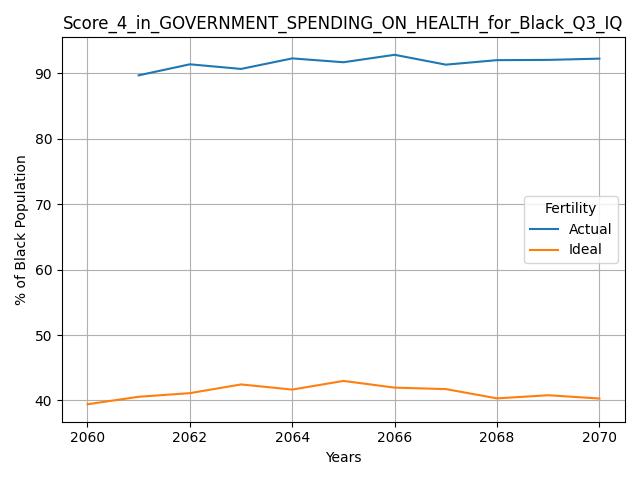 Score_4_in_GOVERNMENT_SPENDING_ON_HEALTH_for_Black_Q3_IQ
% of Black Population
90
80
70
60
50
40
Fertility
Actual
Ideal
2060
2062
2064
2066
2068
2070
Years